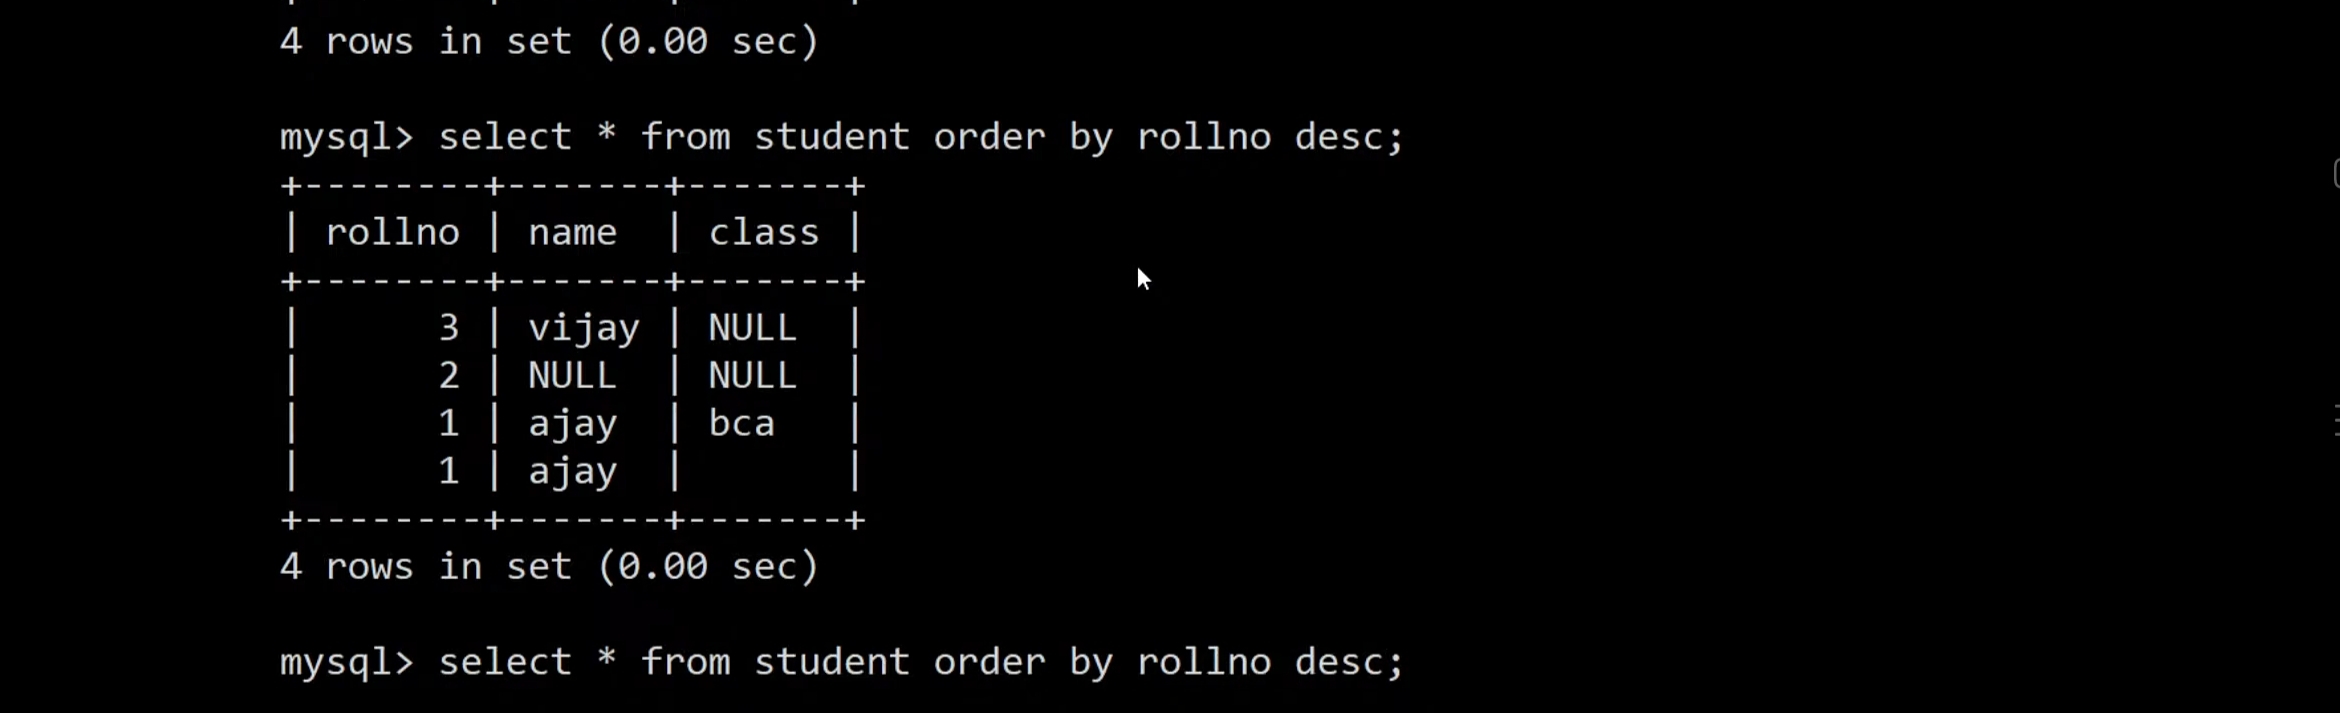 4 rows in set (0.00 sec)
mysql> select * from student order by rollno desc;
+--------+-------+-------+
| rollno | name  | class |
+--------+-------+-------+
|      3 | vijay | NULL  |
|      2 | NULL  | NULL  |
|      1 | ajay  | bca   |
|      1 | ajay  |       |
+--------+-------+-------+
4 rows in set (0.00 sec)
mysql> select * from student order by rollno desc;